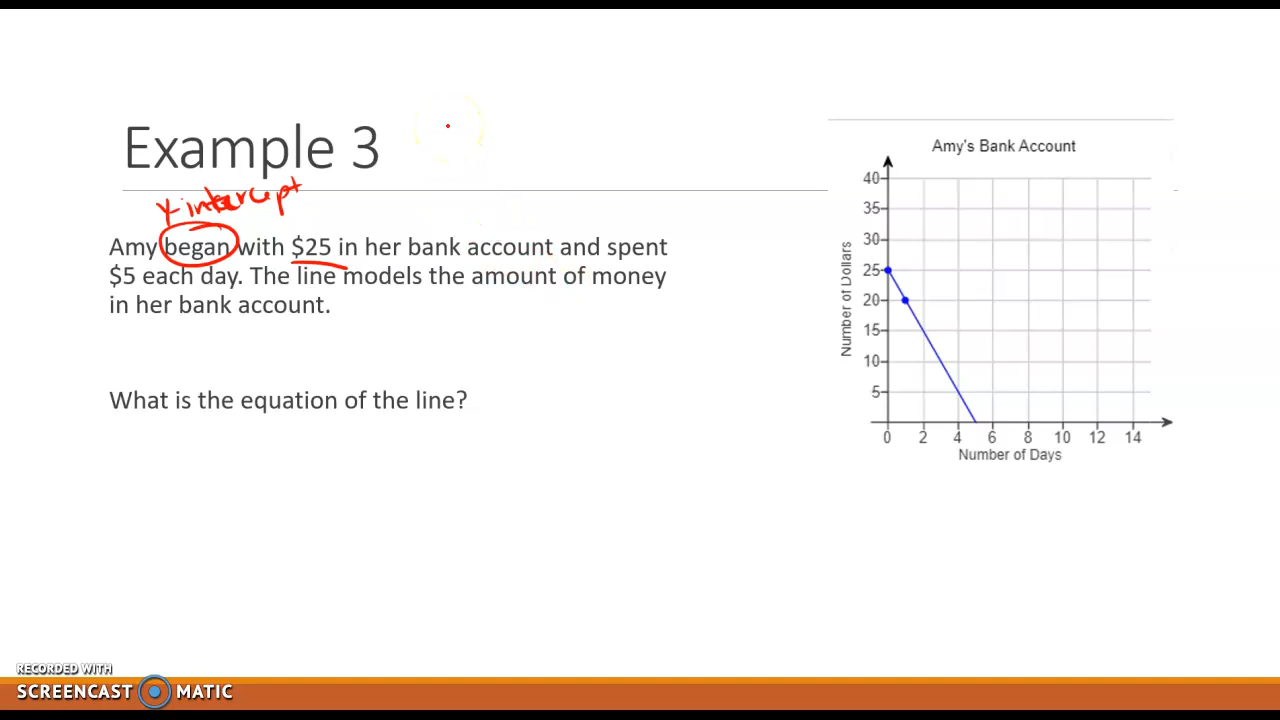 Example 3
Y-intercept
Amy began with $25 in her bank account and spent
$5 each day. The line models the amount of money
in her bank account.
What is the equation of the line?
Amy's Bank Account
Number of Dollars
40
35
30
25
20
15
10
5
0 2 4 6 8 10 12 14
Number of Days
RECORDED WITH
SCREENCAST MATIC